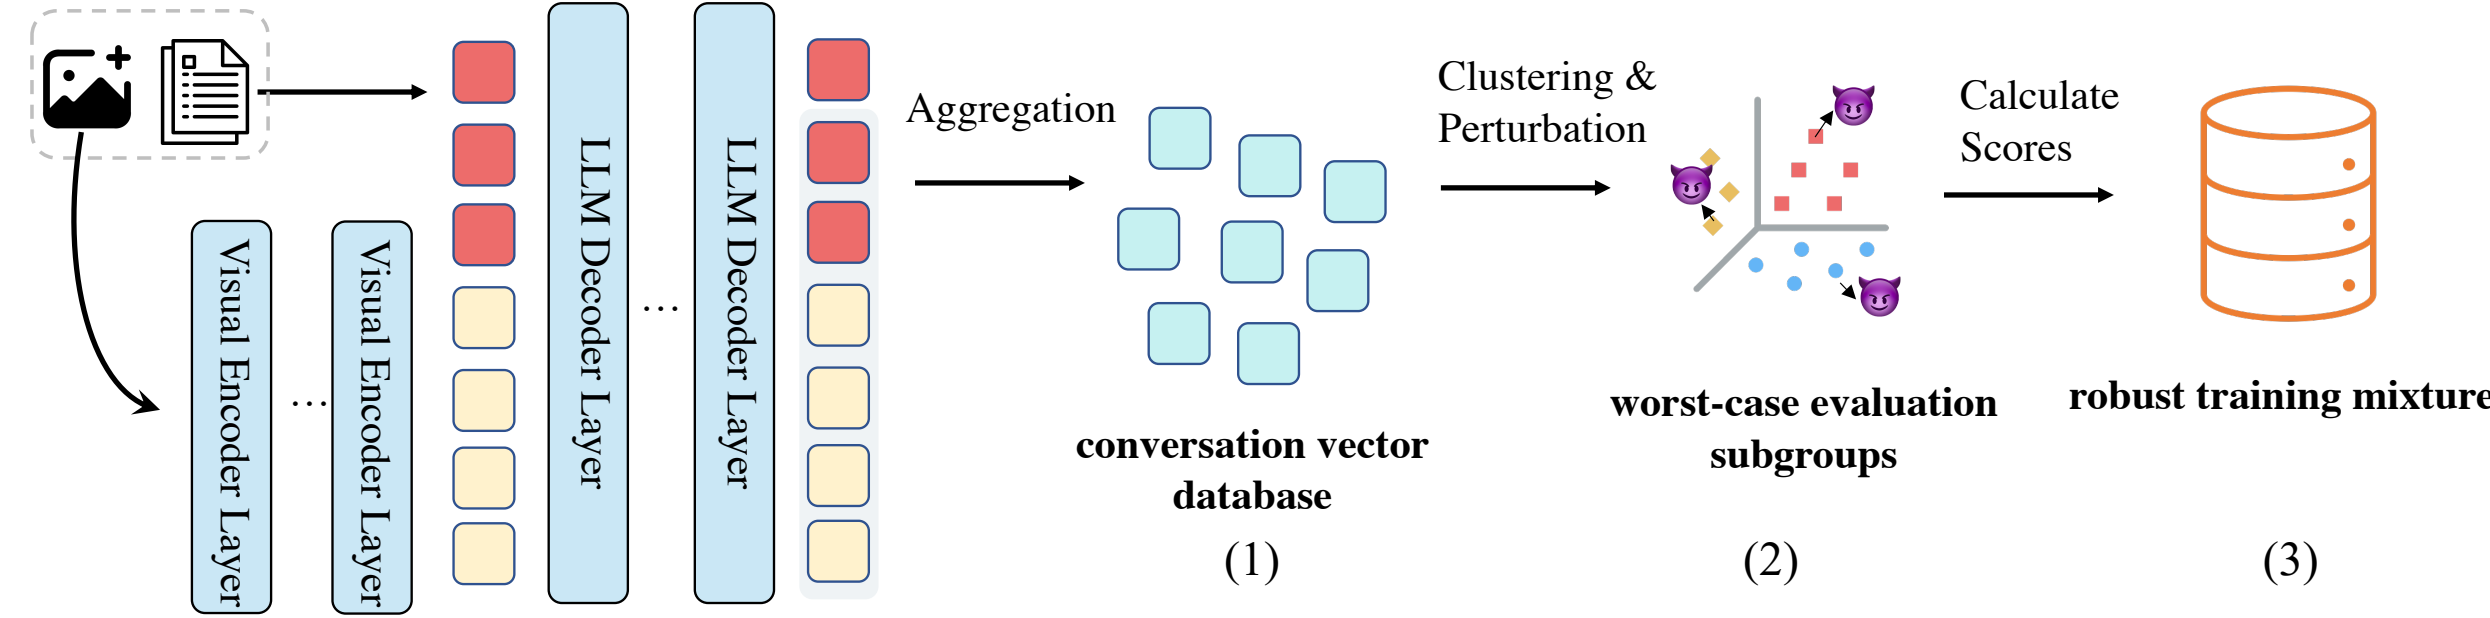 Visual Encoder Layer
...
Visual Encoder Layer
LLM Decoder Layer
...
LLM Decoder Layer
Aggregation
conversation vector
database
(1)
Clustering &
Perturbation
worst-case evaluation
subgroups
(2)
Calculate
Scores
robust training mixture
(3)